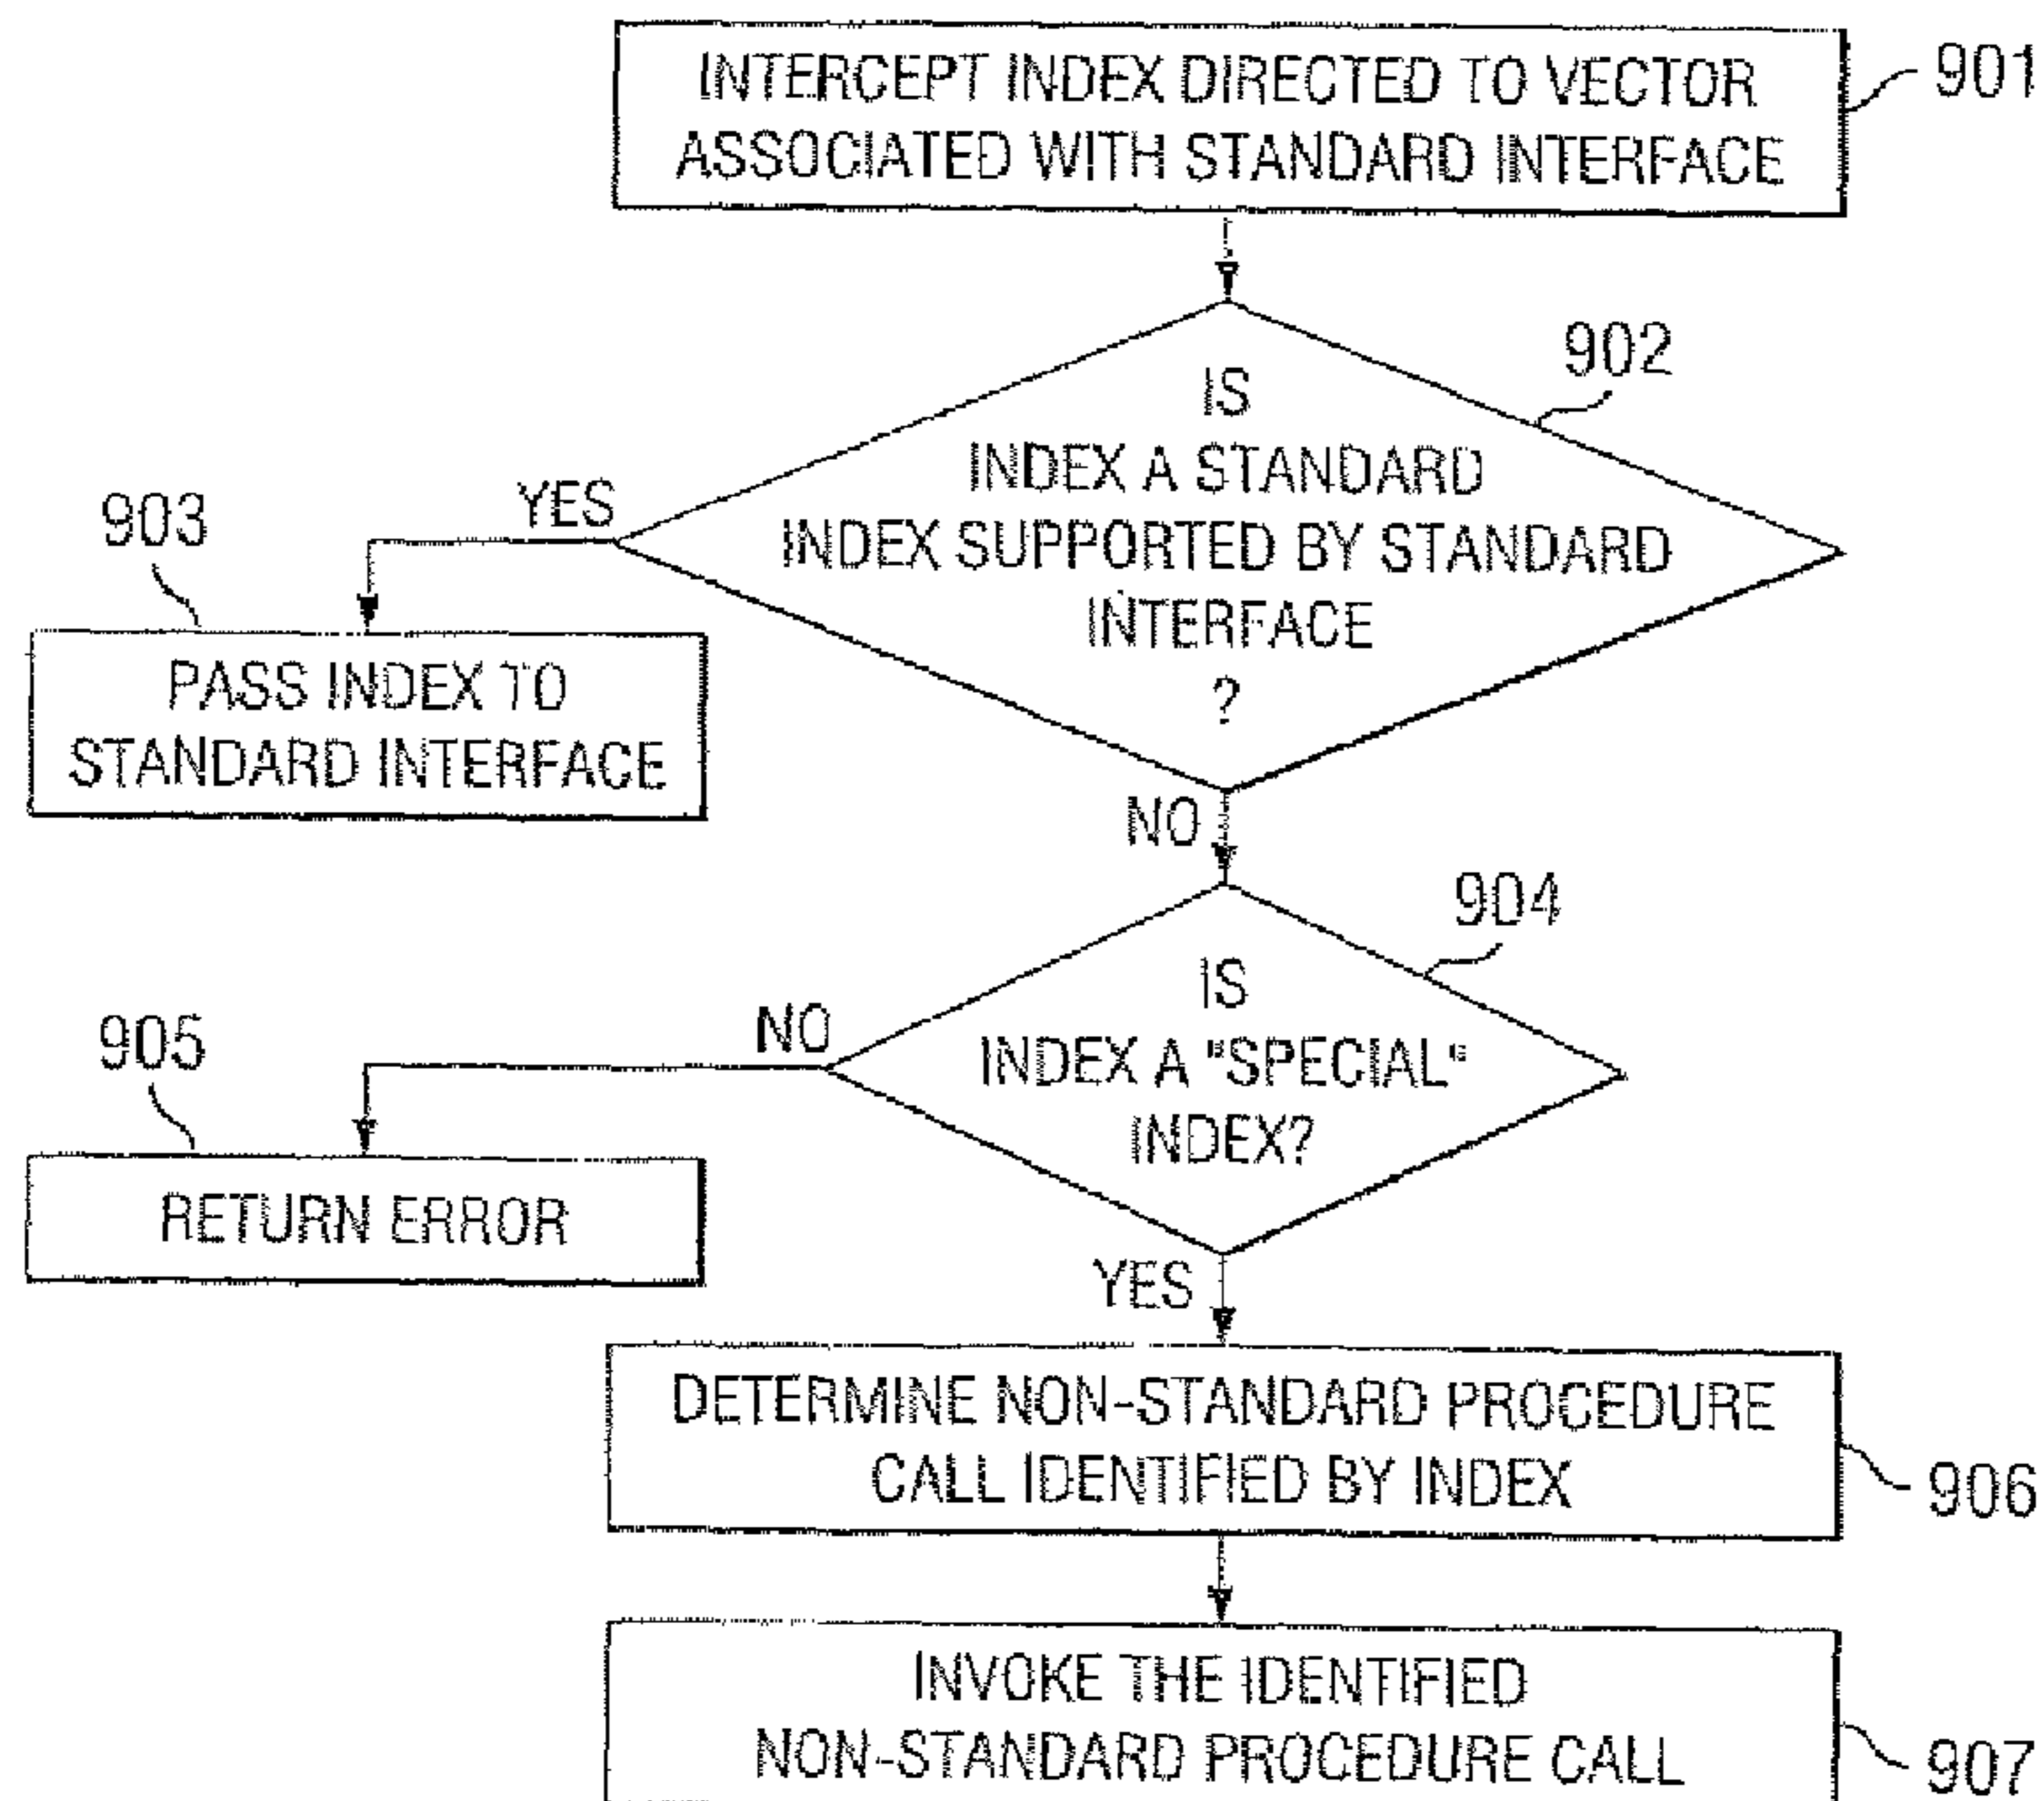 INTERCEPT INDEX DIRECTED TO VECTOR
ASSOCIATED WITH STANDARD INTERFACE
901
902
IS
INDEX A STANDARD
INDEX SUPPORTED BY STANDARD
INTERFACE
?
YES
903
PASS INDEX TO
STANDARD INTERFACE
NO
904
IS
INDEX A "SPECIAL"
INDEX?
NO
905
RETURN ERROR
YES
DETERMINE NON-STANDARD PROCEDURE
CALL IDENTIFIED BY INDEX
906
INVOKE THE IDENTIFIED
NON-STANDARD PROCEDURE CALL
907